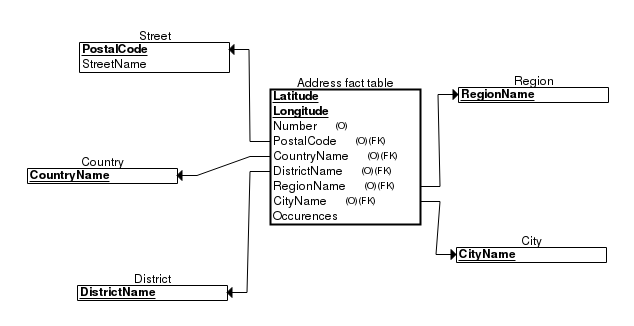 Street
PostalCode
StreetName
Address fact table
Latitude
Longitude
Number (O)
PostalCode (O)(FK)
CountryName (O)(FK)
DistrictName (O)(FK)
RegionName (O)(FK)
CityName (O)(FK)
Occurences
Region
RegionName
Country
CountryName
City
CityName
District
DistrictName